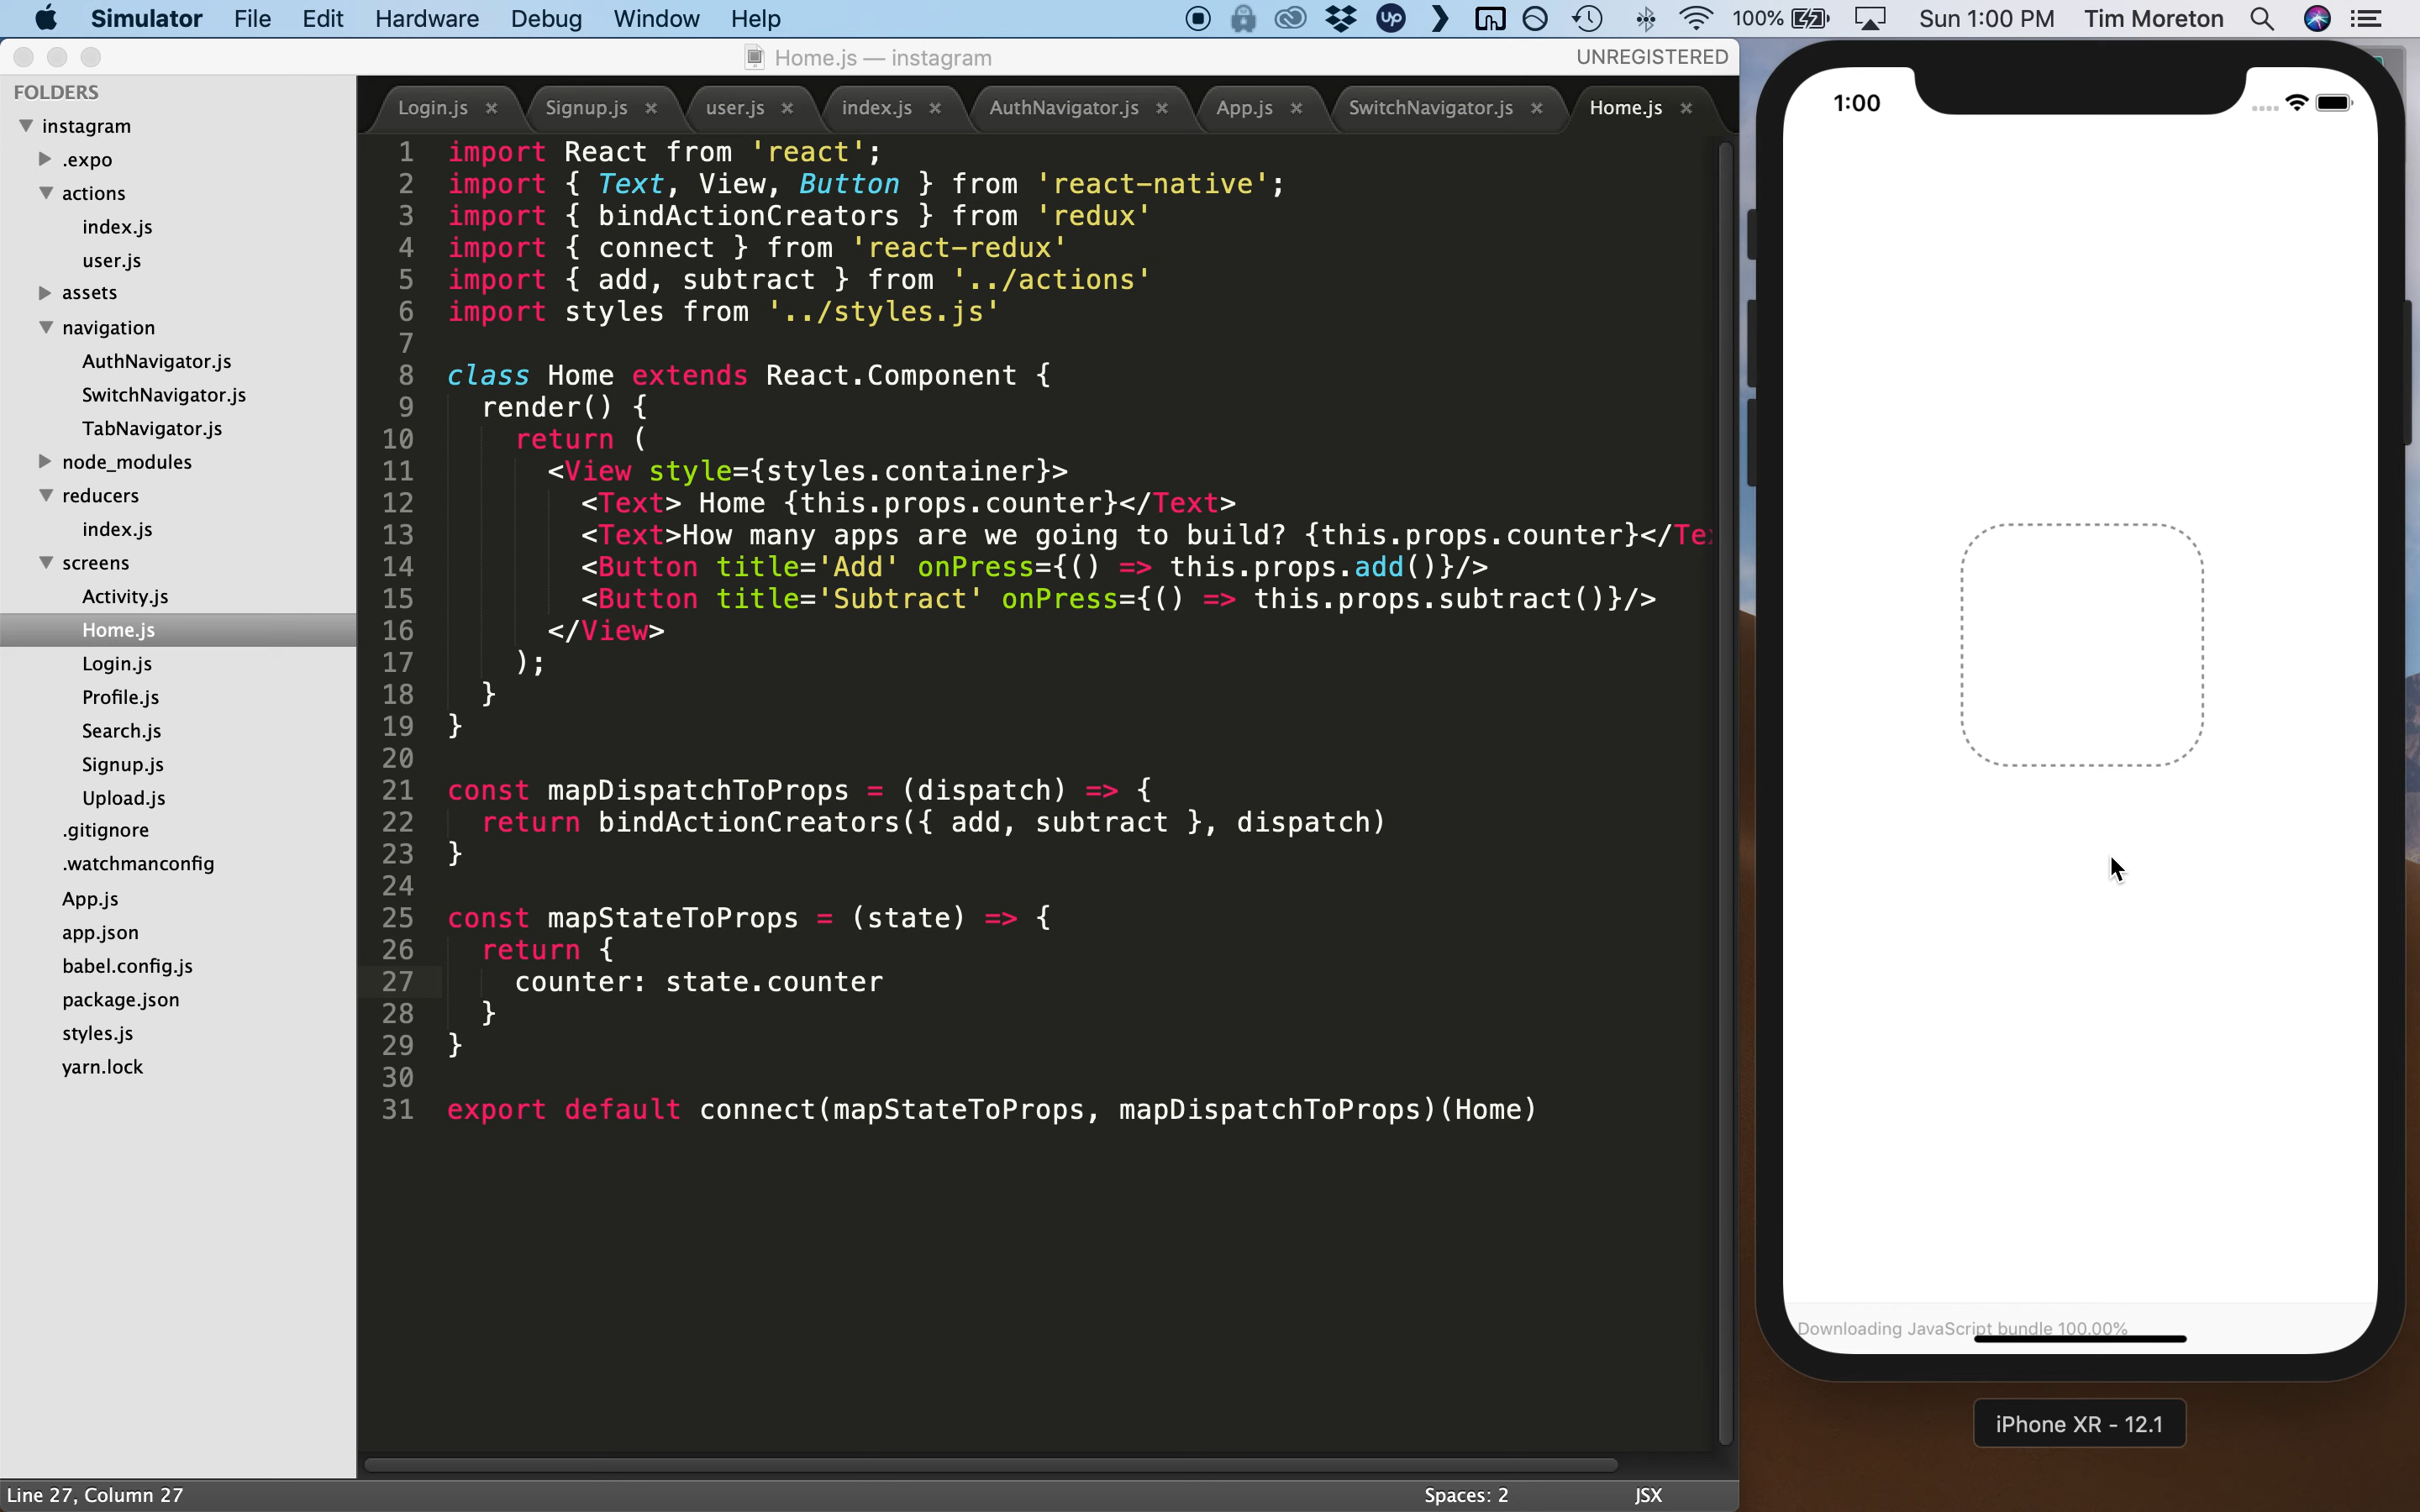 Simulator File Edit Hardware Debug Window Help 100% Sun 1:00 PM Tim Moreton
Home.js — instagram UNREGISTERED
FOLDERS
instagram
.expo
actions
index.js
user.js
assets
navigation
AuthNavigator.js
SwitchNavigator.js
TabNavigator.js
node_modules
reducers
index.js
screens
Activity.js
Home.js
Login.js
Profile.js
Search.js
Signup.js
Upload.js
.gitignore
.watchmanconfig
App.js
app.json
babel.config.js
package.json
styles.js
yarn.lock
Login.js × Signup.js × user.js × index.js × AuthNavigator.js × App.js × SwitchNavigator.js × Home.js ×
1 import React from 'react';
2 import { Text, View, Button } from 'react-native';
3 import { bindActionCreators } from 'redux'
4 import { connect } from 'react-redux'
5 import { add, subtract } from '../actions'
6 import styles from '../styles.js'
7
8 class Home extends React.Component {
9 render() {
10 return (
11 <View style={styles.container}>
12 <Text> Home {this.props.counter}</Text>
13 <Text>How many apps are we going to build? {this.props.counter}</Te
14 <Button title='Add' onPress={() => this.props.add()}/>
15 <Button title='Subtract' onPress={() => this.props.subtract()}/>
16 </View>
17 );
18 }
19 }
20
21 const mapDispatchToProps = (dispatch) => {
22 return bindActionCreators({ add, subtract }, dispatch)
23 }
24
25 const mapStateToProps = (state) => {
26 return {
27 counter: state.counter
28 }
29 }
30
31 export default connect(mapStateToProps, mapDispatchToProps)(Home)
Line 27, Column 27 Spaces: 2 JSX
1:00
Downloading JavaScript bundle 100.00%
iPhone XR - 12.1